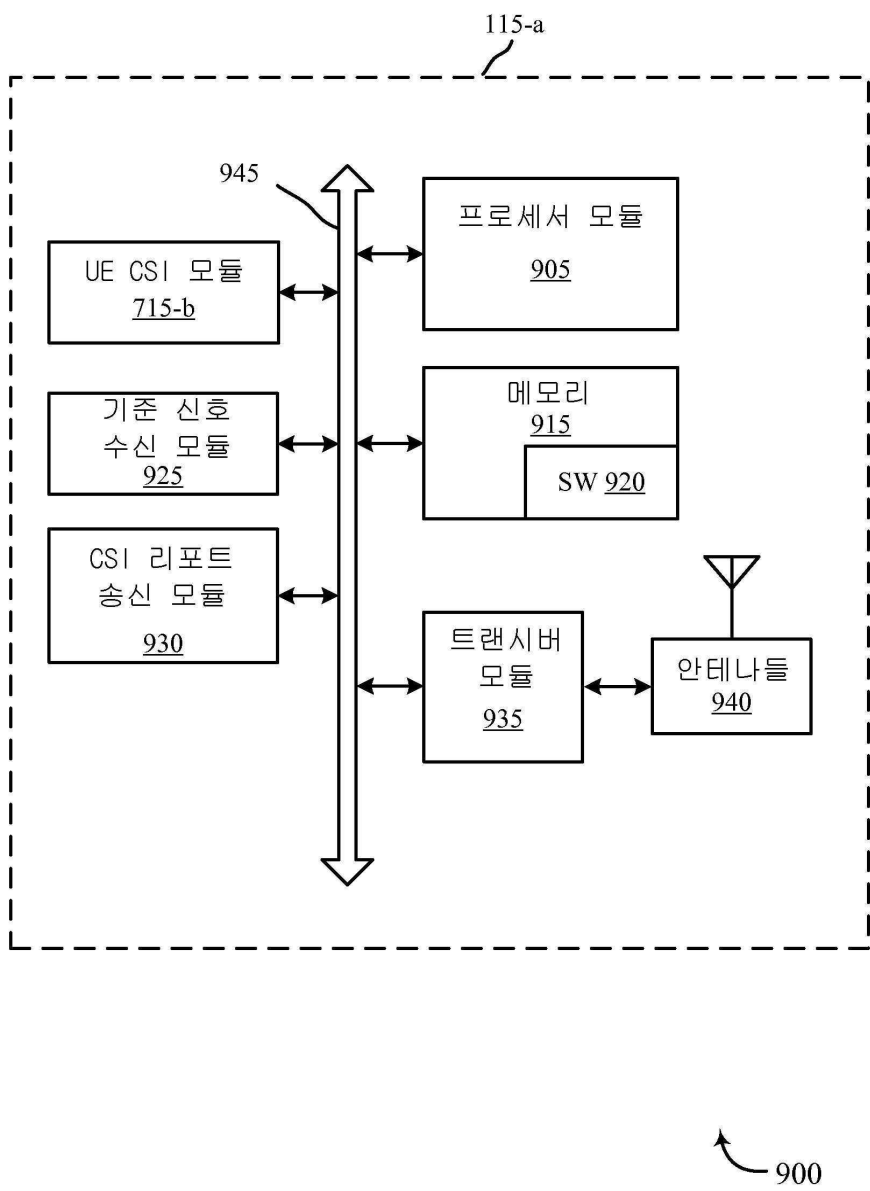 115-a
945
프로세서 모듈
905
UE CSI 모듈
715-b
메모리
915
SW 920
기준 신호
수신 모듈
925
CSI 리포트
송신 모듈
930
트랜시버
모듈
935
안테나들
940
900